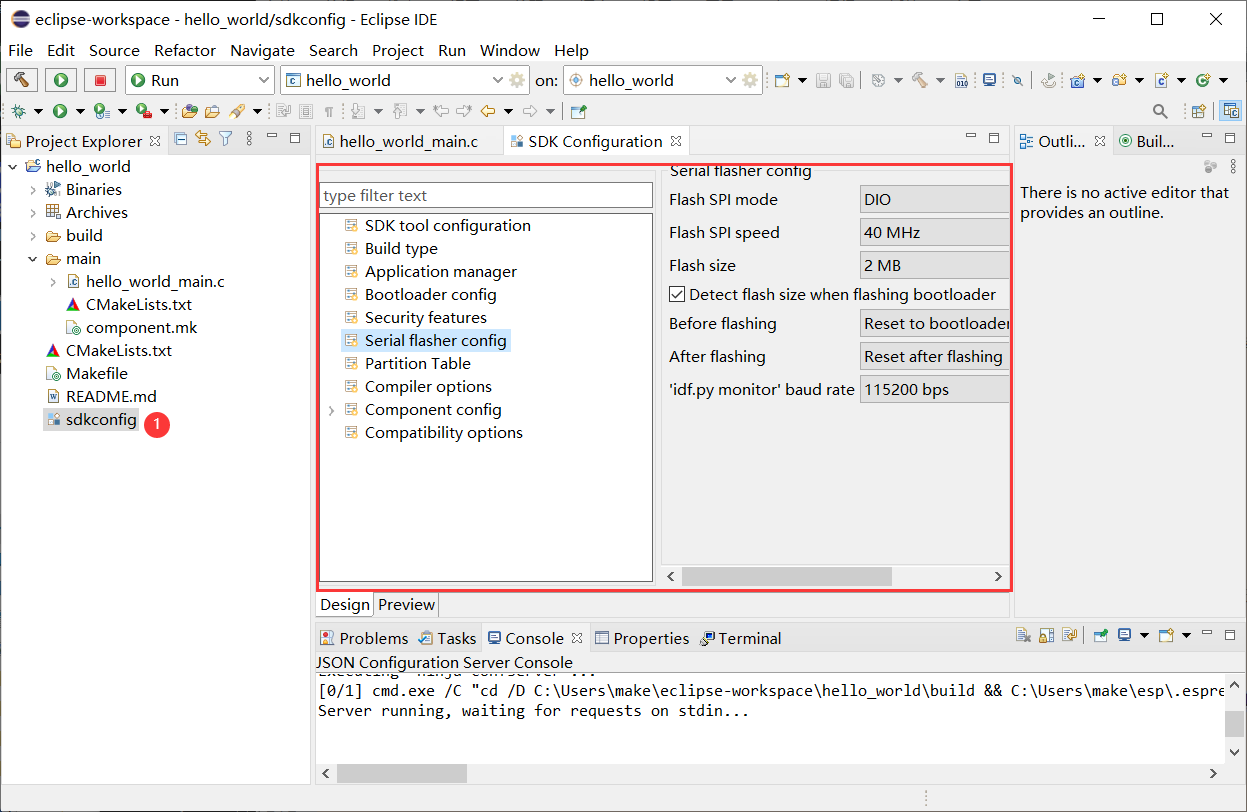 eclipse-workspace - hello_world/sdkconfig - Eclipse IDE
File Edit Source Refactor Navigate Search Project Run Window Help
Run hello_world on: hello_world
Project Explorer
hello_world
Binaries
Archives
build
main
hello_world_main.c
CMakeLists.txt
component.mk
CMakeLists.txt
Makefile
README.md
sdkconfig 1
hello_world_main.c SDK Configuration
type filter text
SDK tool configuration
Build type
Application manager
Bootloader config
Security features
Serial flasher config
Partition Table
Compiler options
Component config
Compatibility options
Serial flasher config
Flash SPI mode DIO
Flash SPI speed 40 MHz
Flash size 2 MB
Detect flash size when flashing bootloader
Before flashing Reset to bootloader
After flashing Reset after flashing
'idf.py monitor' baud rate 115200 bps
Design Preview
Outli... Buil...
There is no active editor that
provides an outline.
Problems Tasks Console Properties Terminal
JSON Configuration Server Console
Executing 'ninja confserver'...
[0/1] cmd.exe /C "cd /D C:\Users\make\eclipse-workspace\hello_world\build && C:\Users\make\esp\.espre
Server running, waiting for requests on stdin...